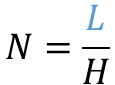 N = L/H